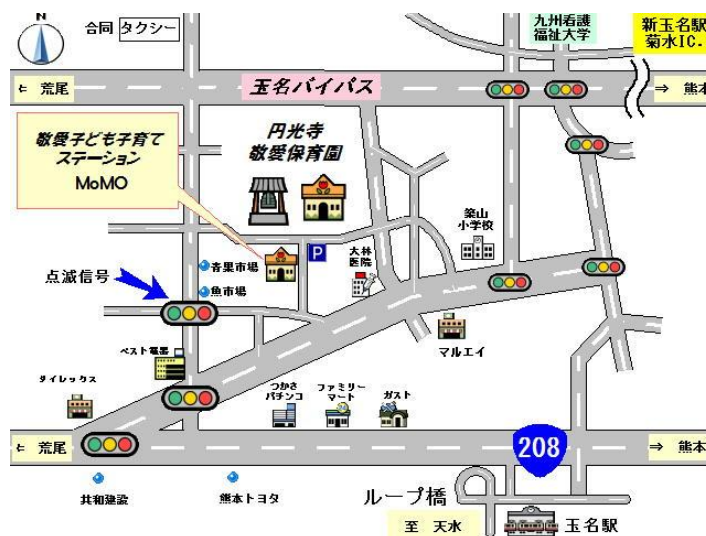 N
合同 タクシー
九州看護
福祉大学
新玉名駅
菊水IC.
⇐ 荒尾
玉名バイパス
⇒ 熊本
敬愛子ども子育て
ステーション
MoMO
円光寺
敬愛保育園
築山
小学校
P
大林
医院
青果市場
魚市場
点滅信号
ベスト電器
マルエイ
ダイレックス
つかさ
パチンコ
ファミリー
マート
ガスト
⇐ 荒尾
208
⇒ 熊本
共和建設
熊本トヨタ
ループ橋
至 天水
玉名駅